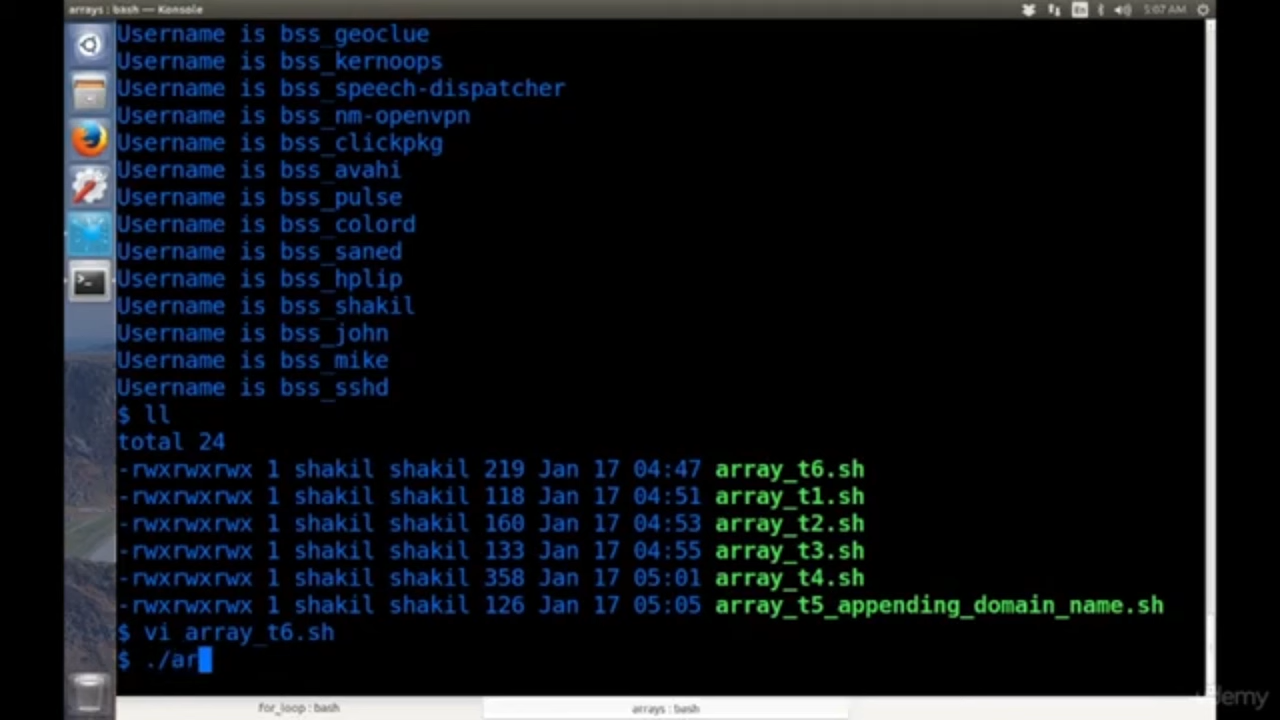 arrays : bash — Konsole
En
5:07 AM
Username is bss_geoclue
Username is bss_kernoops
Username is bss_speech-dispatcher
Username is bss_nm-openvpn
Username is bss_clickpkg
Username is bss_avahi
Username is bss_pulse
Username is bss_colord
Username is bss_saned
Username is bss_hplip
Username is bss_shakil
Username is bss_john
Username is bss_mike
Username is bss_sshd
$ ll
total 24
-rwxrwxrwx 1 shakil shakil 219 Jan 17 04:47 array_t6.sh
-rwxrwxrwx 1 shakil shakil 118 Jan 17 04:51 array_t1.sh
-rwxrwxrwx 1 shakil shakil 160 Jan 17 04:53 array_t2.sh
-rwxrwxrwx 1 shakil shakil 133 Jan 17 04:55 array_t3.sh
-rwxrwxrwx 1 shakil shakil 358 Jan 17 05:01 array_t4.sh
-rwxrwxrwx 1 shakil shakil 126 Jan 17 05:05 array_t5_appending_domain_name.sh
$ vi array_t6.sh
$ ./ar
for_loop : bash
arrays : bash
udemy